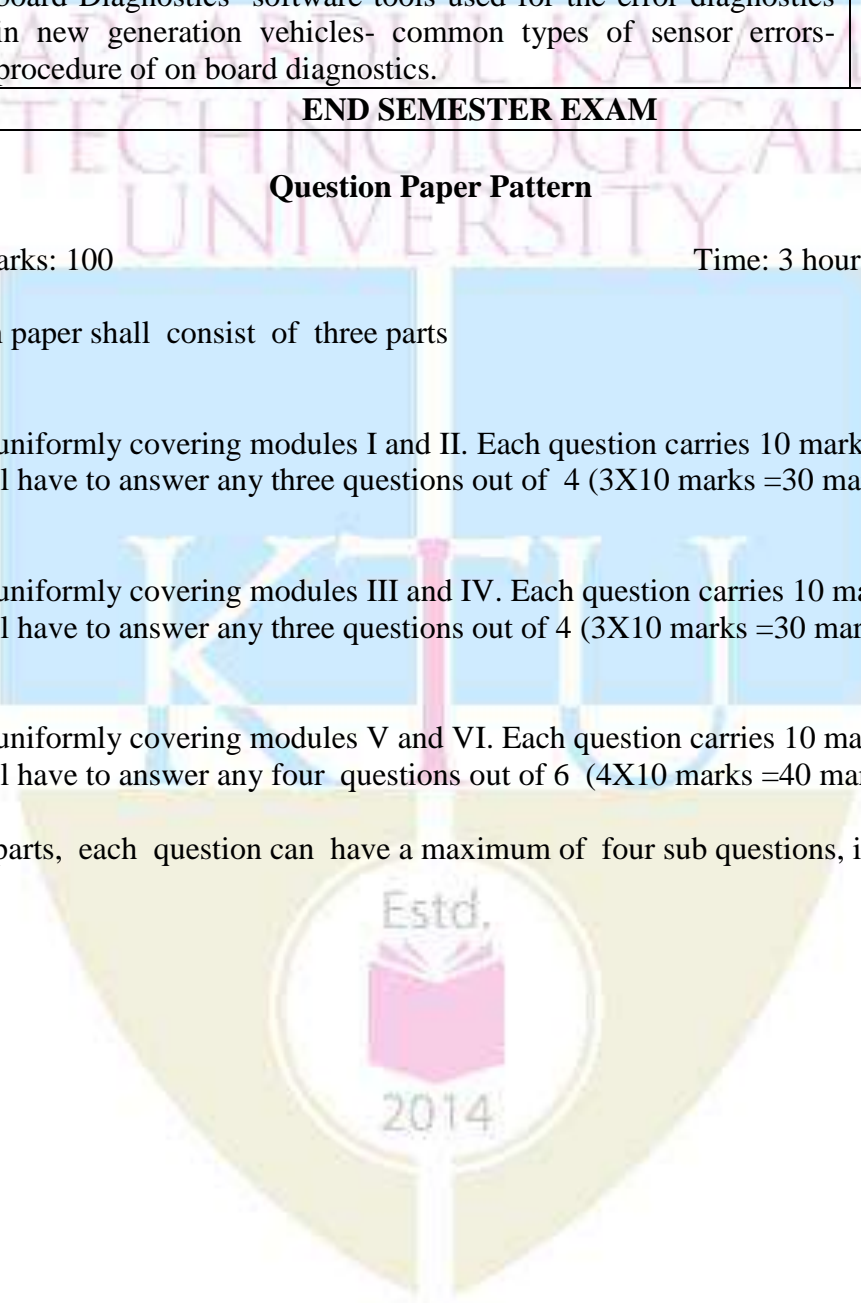 board Diagnostics- software tools used for the error diagnostics
in new generation vehicles- common types of sensor errors-
procedure of on board diagnostics.
END SEMESTER EXAM
TECHNOLOGICAL
UNIVERSITY
Question Paper Pattern
arks: 100 Time: 3 hour
paper shall consist of three parts
uniformly covering modules I and II. Each question carries 10 mark
l have to answer any three questions out of 4 (3X10 marks =30 ma
KTU
uniformly covering modules III and IV. Each question carries 10 ma
l have to answer any three questions out of 4 (3X10 marks =30 mar
uniformly covering modules V and VI. Each question carries 10 ma
l have to answer any four questions out of 6 (4X10 marks =40 mar
parts, each question can have a maximum of four sub questions, i
Estd.
2014